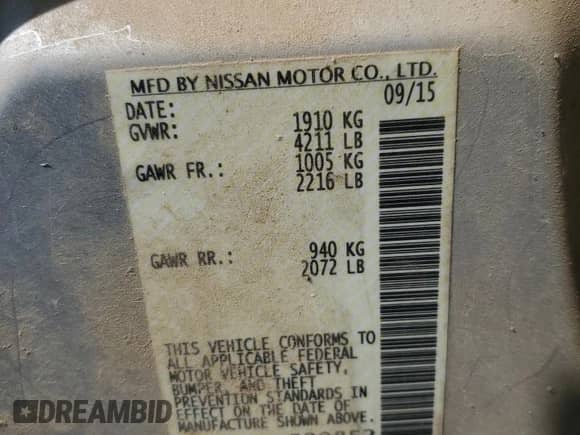 MFD BY NISSAN MOTOR CO., LTD.
DATE: 09/15
GVWR: 1910 KG
4211 LB
GAWR FR.: 1005 KG
2216 LB
GAWR RR.: 940 KG
2072 LB
THIS VEHICLE CONFORMS TO
ALL APPLICABLE FEDERAL
MOTOR VEHICLE SAFETY,
BUMPER, AND THEFT
PREVENTION STANDARDS IN
EFFECT ON THE DATE OF
MANUFACTURE SHOWN ABOVE.
DREAMBID